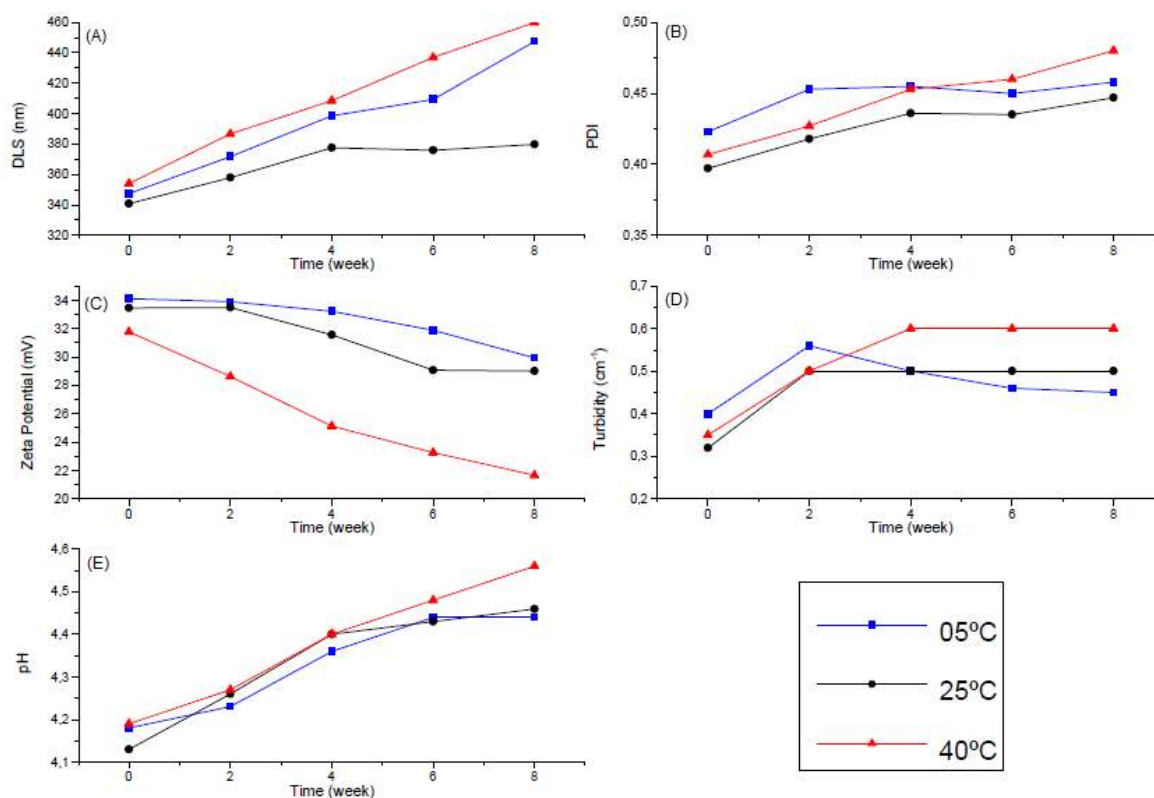 (A)
DLS (nm)
460
440
420
400
380
360
340
320
0 2 4 6 8
Time (week)
(B)
PDI
0,50
0,45
0,40
0,35
0 2 4 6 8
Time (week)
(C)
Zeta Potential (mV)
34
32
30
28
26
24
22
20
0 2 4 6 8
Time (week)
(D)
Turbidity (cm⁻¹)
0,7
0,6
0,5
0,4
0,3
0,2
0 2 4 6 8
Time (week)
(E)
pH
4,6
4,5
4,4
4,3
4,2
4,1
0 2 4 6 8
Time (week)
05ºC
25ºC
40ºC